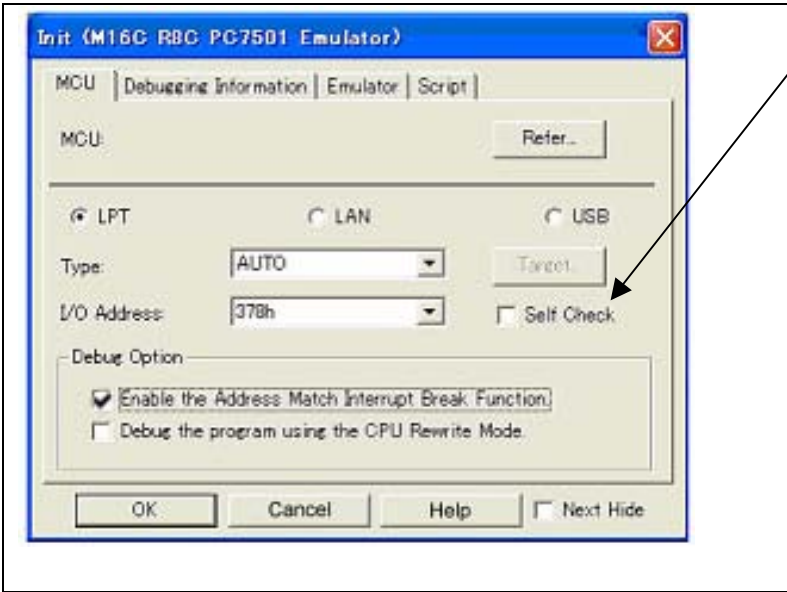 Init (M16C R8C PC7501 Emulator)
MCU Debugging Information Emulator Script
MCU: Refer...
LPT LAN USB
Type: AUTO Target...
I/O Address: 378h Self Check
Debug Option
Enable the Address Match Interrupt Break Function.
Debug the program using the CPU Rewrite Mode.
OK Cancel Help Next Hide